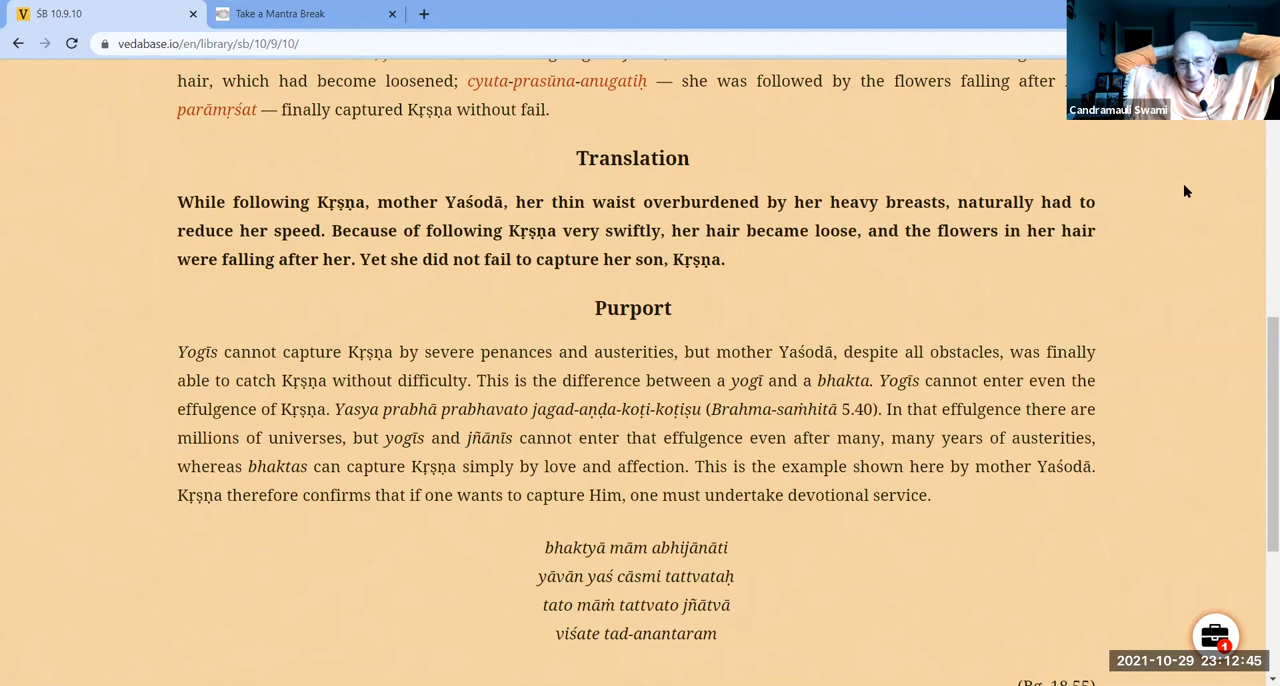 ŚB 10.9.10
Take a Mantra Break
vedabase.io/en/library/sb/10/9/10/
hair, which had become loosened; cyuta-prasūna-anugatiḥ — she was followed by the flowers falling after
parāmṛśat — finally captured Kṛṣṇa without fail.
Translation
While following Kṛṣṇa, mother Yaśodā, her thin waist overburdened by her heavy breasts, naturally had to
reduce her speed. Because of following Kṛṣṇa very swiftly, her hair became loose, and the flowers in her hair
were falling after her. Yet she did not fail to capture her son, Kṛṣṇa.
Purport
Yogīs cannot capture Kṛṣṇa by severe penances and austerities, but mother Yaśodā, despite all obstacles, was finally
able to catch Kṛṣṇa without difficulty. This is the difference between a yogī and a bhakta. Yogīs cannot enter even the
effulgence of Kṛṣṇa. Yasya prabhā prabhavato jagad-aṇḍa-koṭi-koṭiṣu (Brahma-saṁhitā 5.40). In that effulgence there are
millions of universes, but yogīs and jñānīs cannot enter that effulgence even after many, many years of austerities,
whereas bhaktas can capture Kṛṣṇa simply by love and affection. This is the example shown here by mother Yaśodā.
Kṛṣṇa therefore confirms that if one wants to capture Him, one must undertake devotional service.
bhaktyā mām abhijānāti
yāvān yaś cāsmi tattvataḥ
tato māṁ tattvato jñātvā
viśate tad-anantaram
(Bg. 18.55)
Candramauli Swami
1
2021-10-29 23:12:45